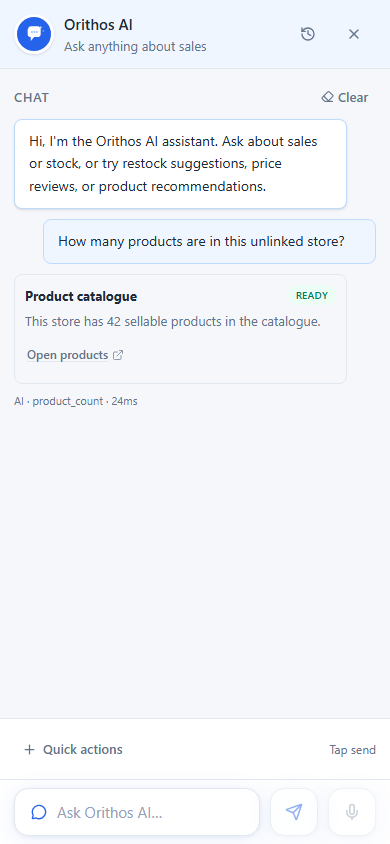 Orithos AI
Ask anything about sales
CHAT
Clear
Hi, I'm the Orithos AI assistant. Ask about sales
or stock, or try restock suggestions, price
reviews, or product recommendations.
How many products are in this unlinked store?
Product catalogue
READY
This store has 42 sellable products in the catalogue.
Open products
AI · product_count · 24ms
Quick actions
Tap send
Ask Orithos AI...